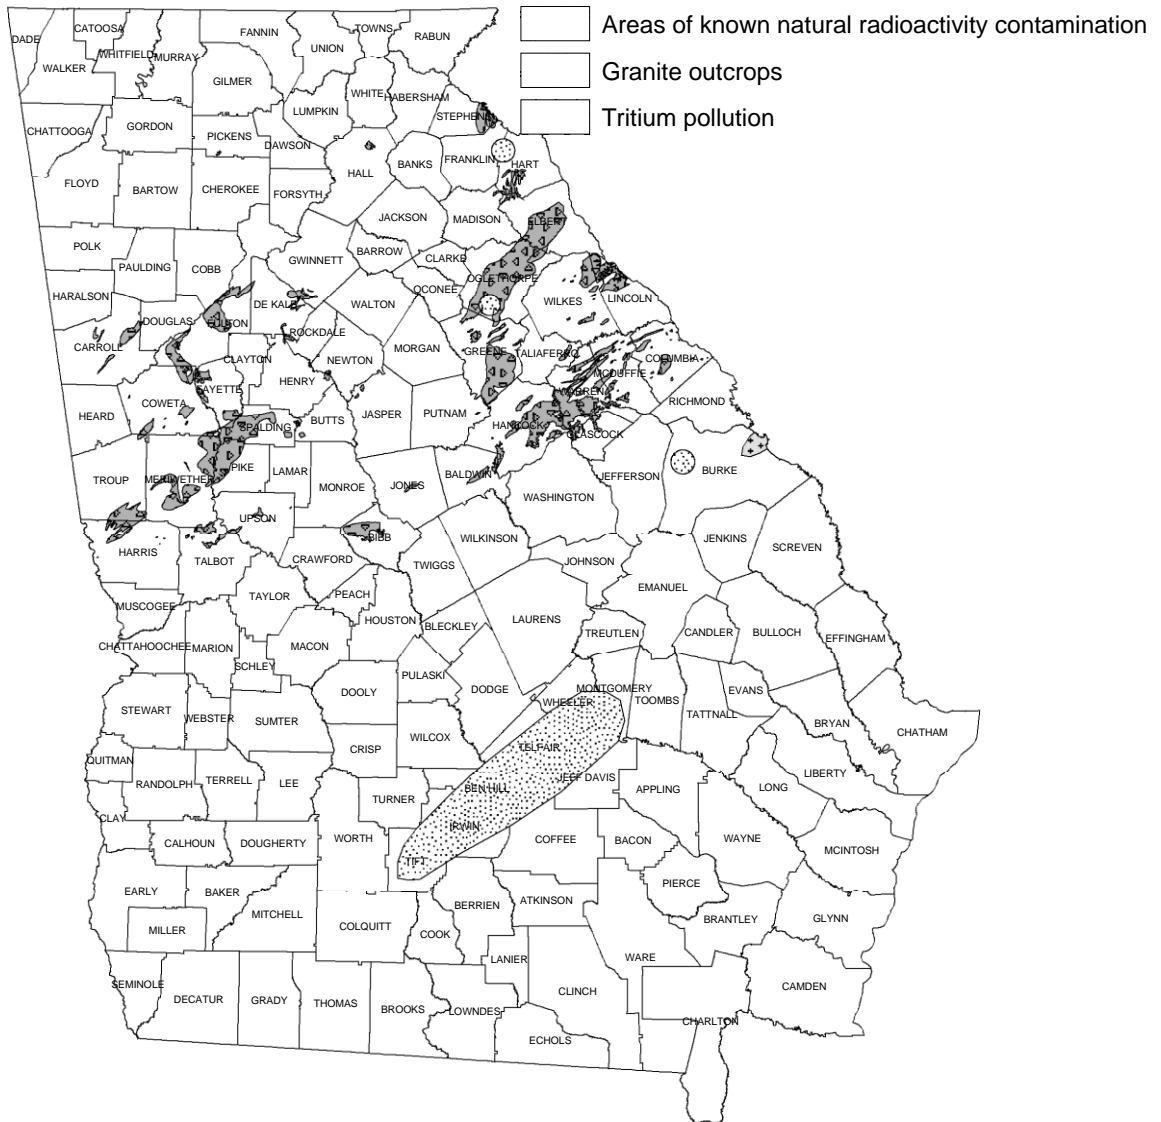 Areas of known natural radioactivity contamination
Granite outcrops
Tritium pollution
DADE
CATOOSA
WHITFIELD
MURRAY
FANNIN
UNION
TOWNS
RABUN
WALKER
GILMER
WHITE
HABERSHAM
STEPHENS
LUMPKIN
CHATTOOGA
GORDON
PICKENS
DAWSON
HALL
BANKS
FRANKLIN
HART
FLOYD
BARTOW
CHEROKEE
FORSYTH
JACKSON
MADISON
ELBERT
POLK
PAULDING
COBB
GWINNETT
BARROW
CLARKE
OCONEE
OGLETHORPE
WILKES
LINCOLN
HARALSON
DOUGLAS
FULTON
DE KALB
ROCKDALE
WALTON
MORGAN
GREENE
TALIAFERRO
COLUMBIA
MCDUFFIE
CARROLL
CLAYTON
FAYETTE
HENRY
NEWTON
WARREN
RICHMOND
HEARD
COWETA
SPALDING
BUTTS
JASPER
PUTNAM
HANCOCK
GLASCOCK
TROUP
MERIWETHER
PIKE
LAMAR
MONROE
JONES
BALDWIN
WASHINGTON
JEFFERSON
BURKE
UPSON
BIBB
HARRIS
TALBOT
CRAWFORD
TWIGGS
WILKINSON
JOHNSON
JENKINS
SCREVEN
EMANUEL
MUSCOGEE
TAYLOR
PEACH
HOUSTON
BLECKLEY
LAURENS
TREUTLEN
CANDLER
BULLOCH
EFFINGHAM
CHATTAHOOCHEE
MARION
SCHLEY
MACON
PULASKI
DODGE
DOOLY
WHEELER
MONTGOMERY
TOOMBS
TATTNALL
EVANS
BRYAN
CHATHAM
STEWART
WEBSTER
SUMTER
CRISP
WILCOX
TELFAIR
QUITMAN
RANDOLPH
TERRELL
LEE
TURNER
BEN HILL
JEFF DAVIS
APPLING
LONG
LIBERTY
CLAY
CALHOUN
DOUGHERTY
WORTH
IRWIN
TIFT
COFFEE
BACON
WAYNE
MCINTOSH
EARLY
BAKER
MITCHELL
COLQUITT
BERRIEN
ATKINSON
PIERCE
BRANTLEY
GLYNN
MILLER
COOK
LANIER
WARE
SEMINOLE
DECATUR
GRADY
THOMAS
BROOKS
LOWNDES
CLINCH
ECHOLS
CHARLTON
CAMDEN